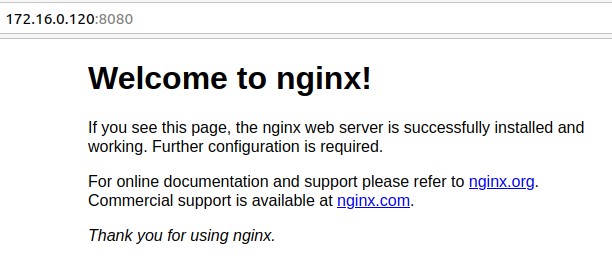 172.16.0.120:8080
Welcome to nginx!
If you see this page, the nginx web server is successfully installed and
working. Further configuration is required.
For online documentation and support please refer to nginx.org.
Commercial support is available at nginx.com.
Thank you for using nginx.